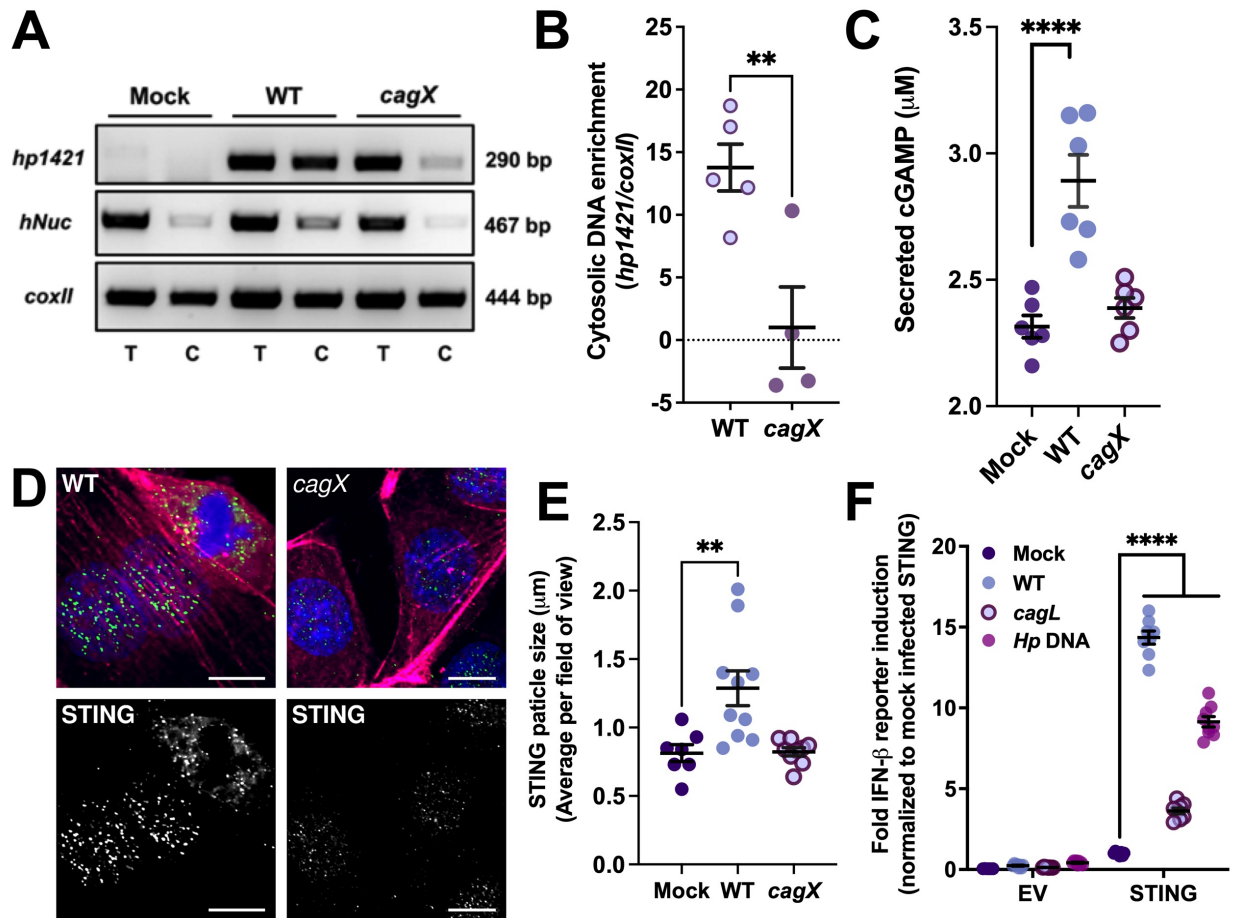 A
Mock WT cagX
hp1421 290 bp
hNuc 467 bp
coxII 444 bp
T C T C T C
B
Cytosolic DNA enrichment
(hp1421/coxII)
25
20
15
10
5
0
-5
**
WT cagX
C
Secreted cGAMP (μM)
3.5
3.0
2.5
2.0
****
Mock WT cagX
D
WT
cagX
STING
STING
E
STING paticle size (μm)
(Average per field of view)
2.5
2.0
1.5
1.0
0.5
0.0
**
Mock WT cagX
F
Fold IFN-β reporter induction
(normalized to mock infected STING)
20
15
10
5
0
Mock
WT
cagL
Hp DNA
****
EV STING